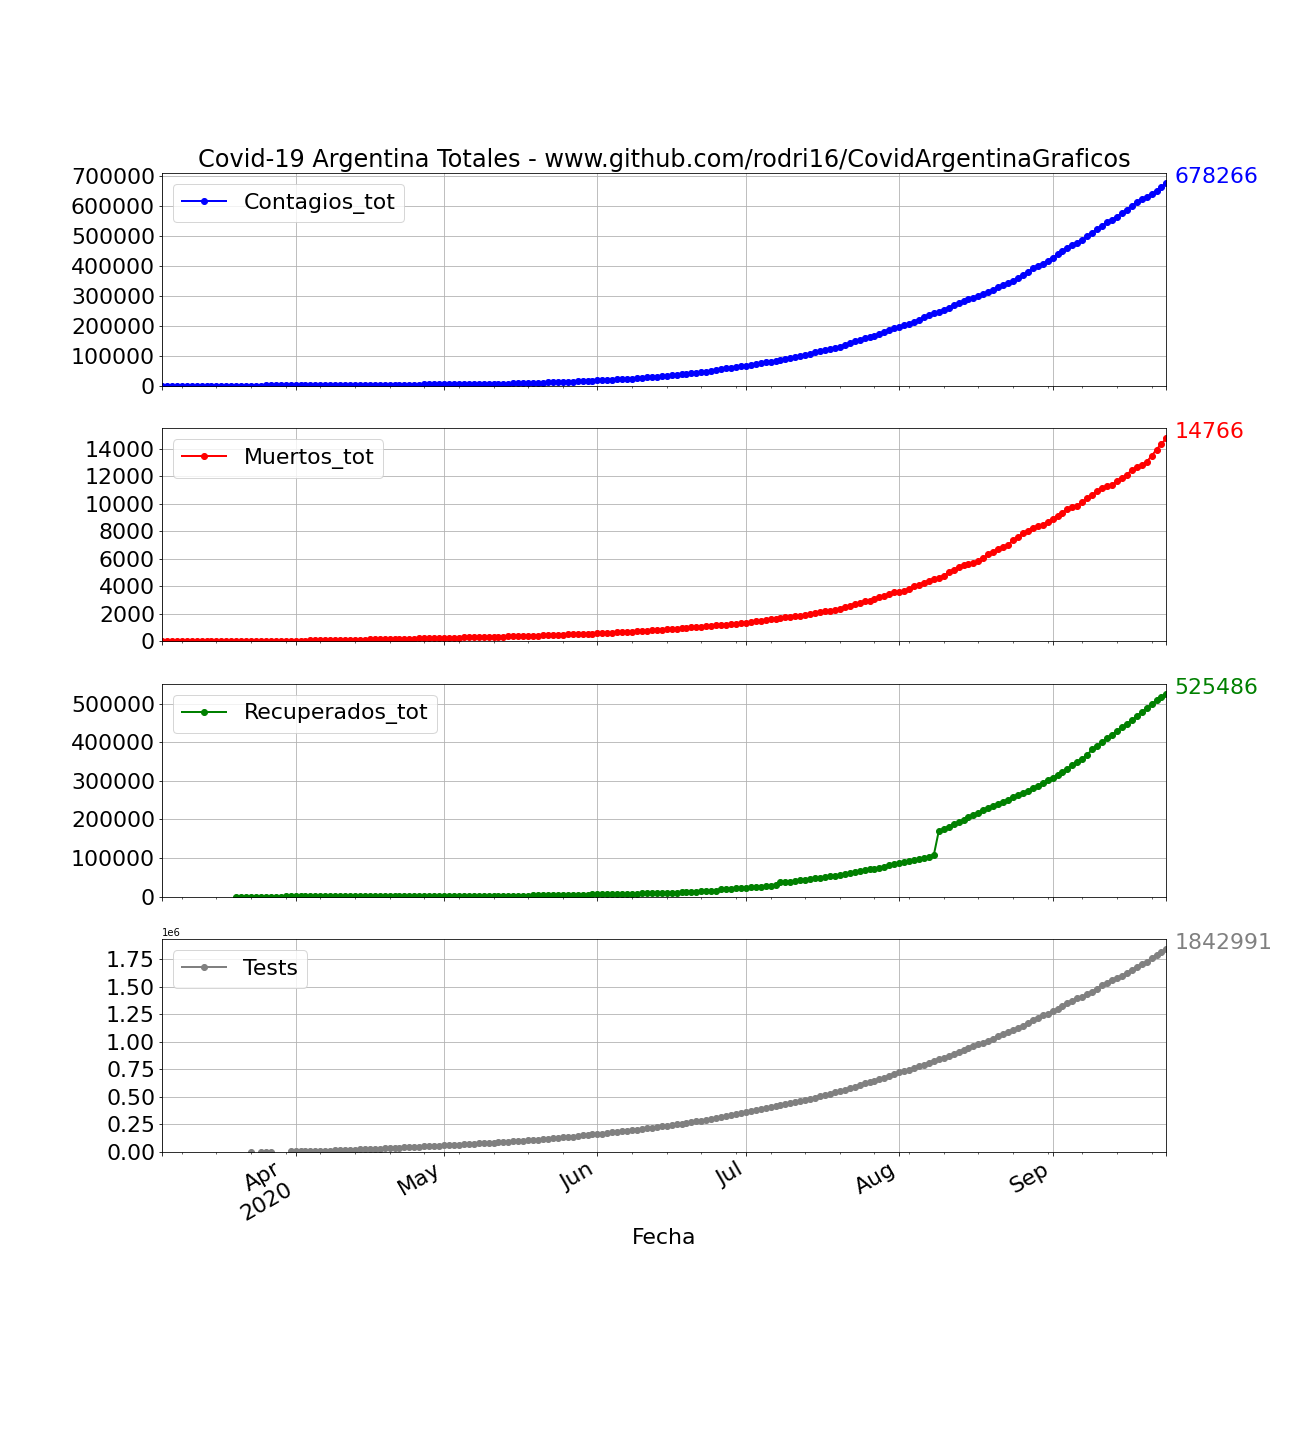 Covid-19 Argentina Totales - www.github.com/rodri16/CovidArgentinaGraficos
700000
600000
500000
400000
300000
200000
100000
0
Contagios_tot
678266
14000
12000
10000
8000
6000
4000
2000
0
Muertos_tot
14766
500000
400000
300000
200000
100000
0
Recuperados_tot
525486
1e6
1.75
1.50
1.25
1.00
0.75
0.50
0.25
0.00
Tests
1842991
Apr
2020
May
Jun
Jul
Aug
Sep
Fecha